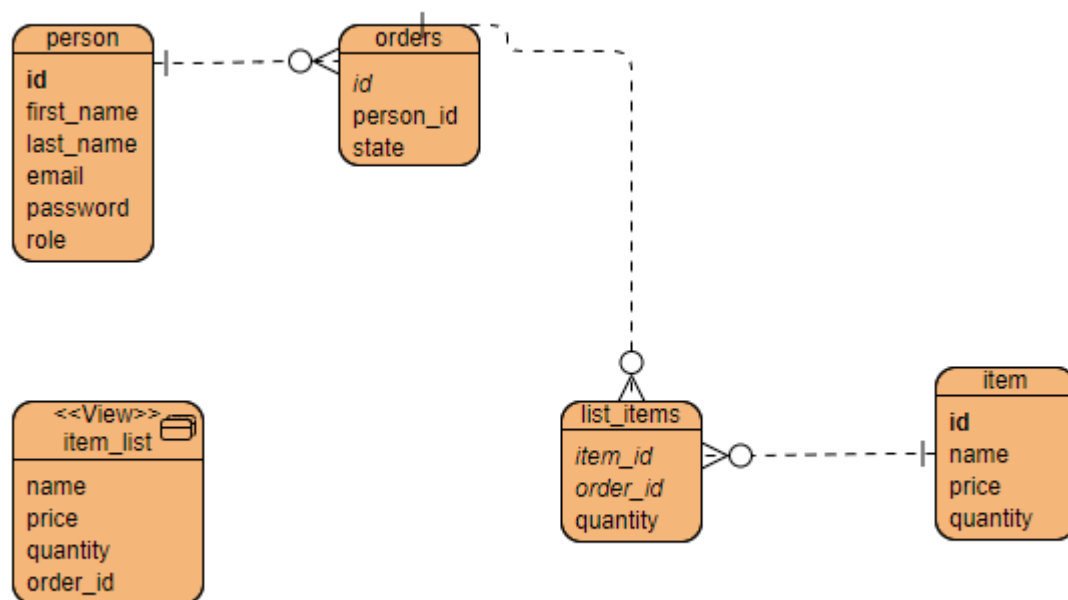 person
id
first_name
last_name
email
password
role
orders
id
person_id
state
<<View>>
item_list
name
price
quantity
order_id
list_items
item_id
order_id
quantity
item
id
name
price
quantity